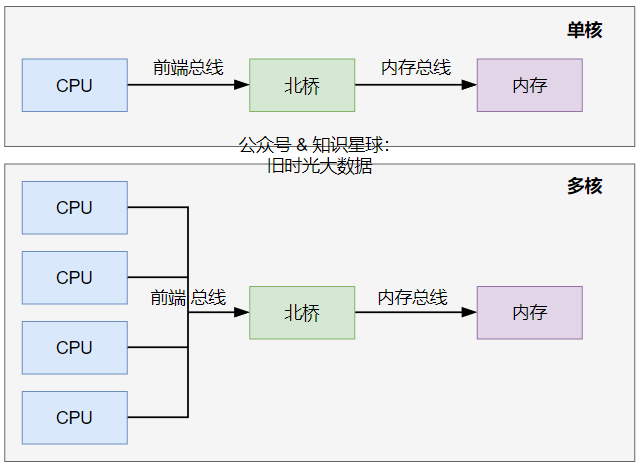 单核
CPU
前端总线
北桥
内存总线
内存
公众号 & 知识星球：
旧时光大数据
多核
CPU
CPU
前端 总线
北桥
内存总线
内存
CPU
CPU